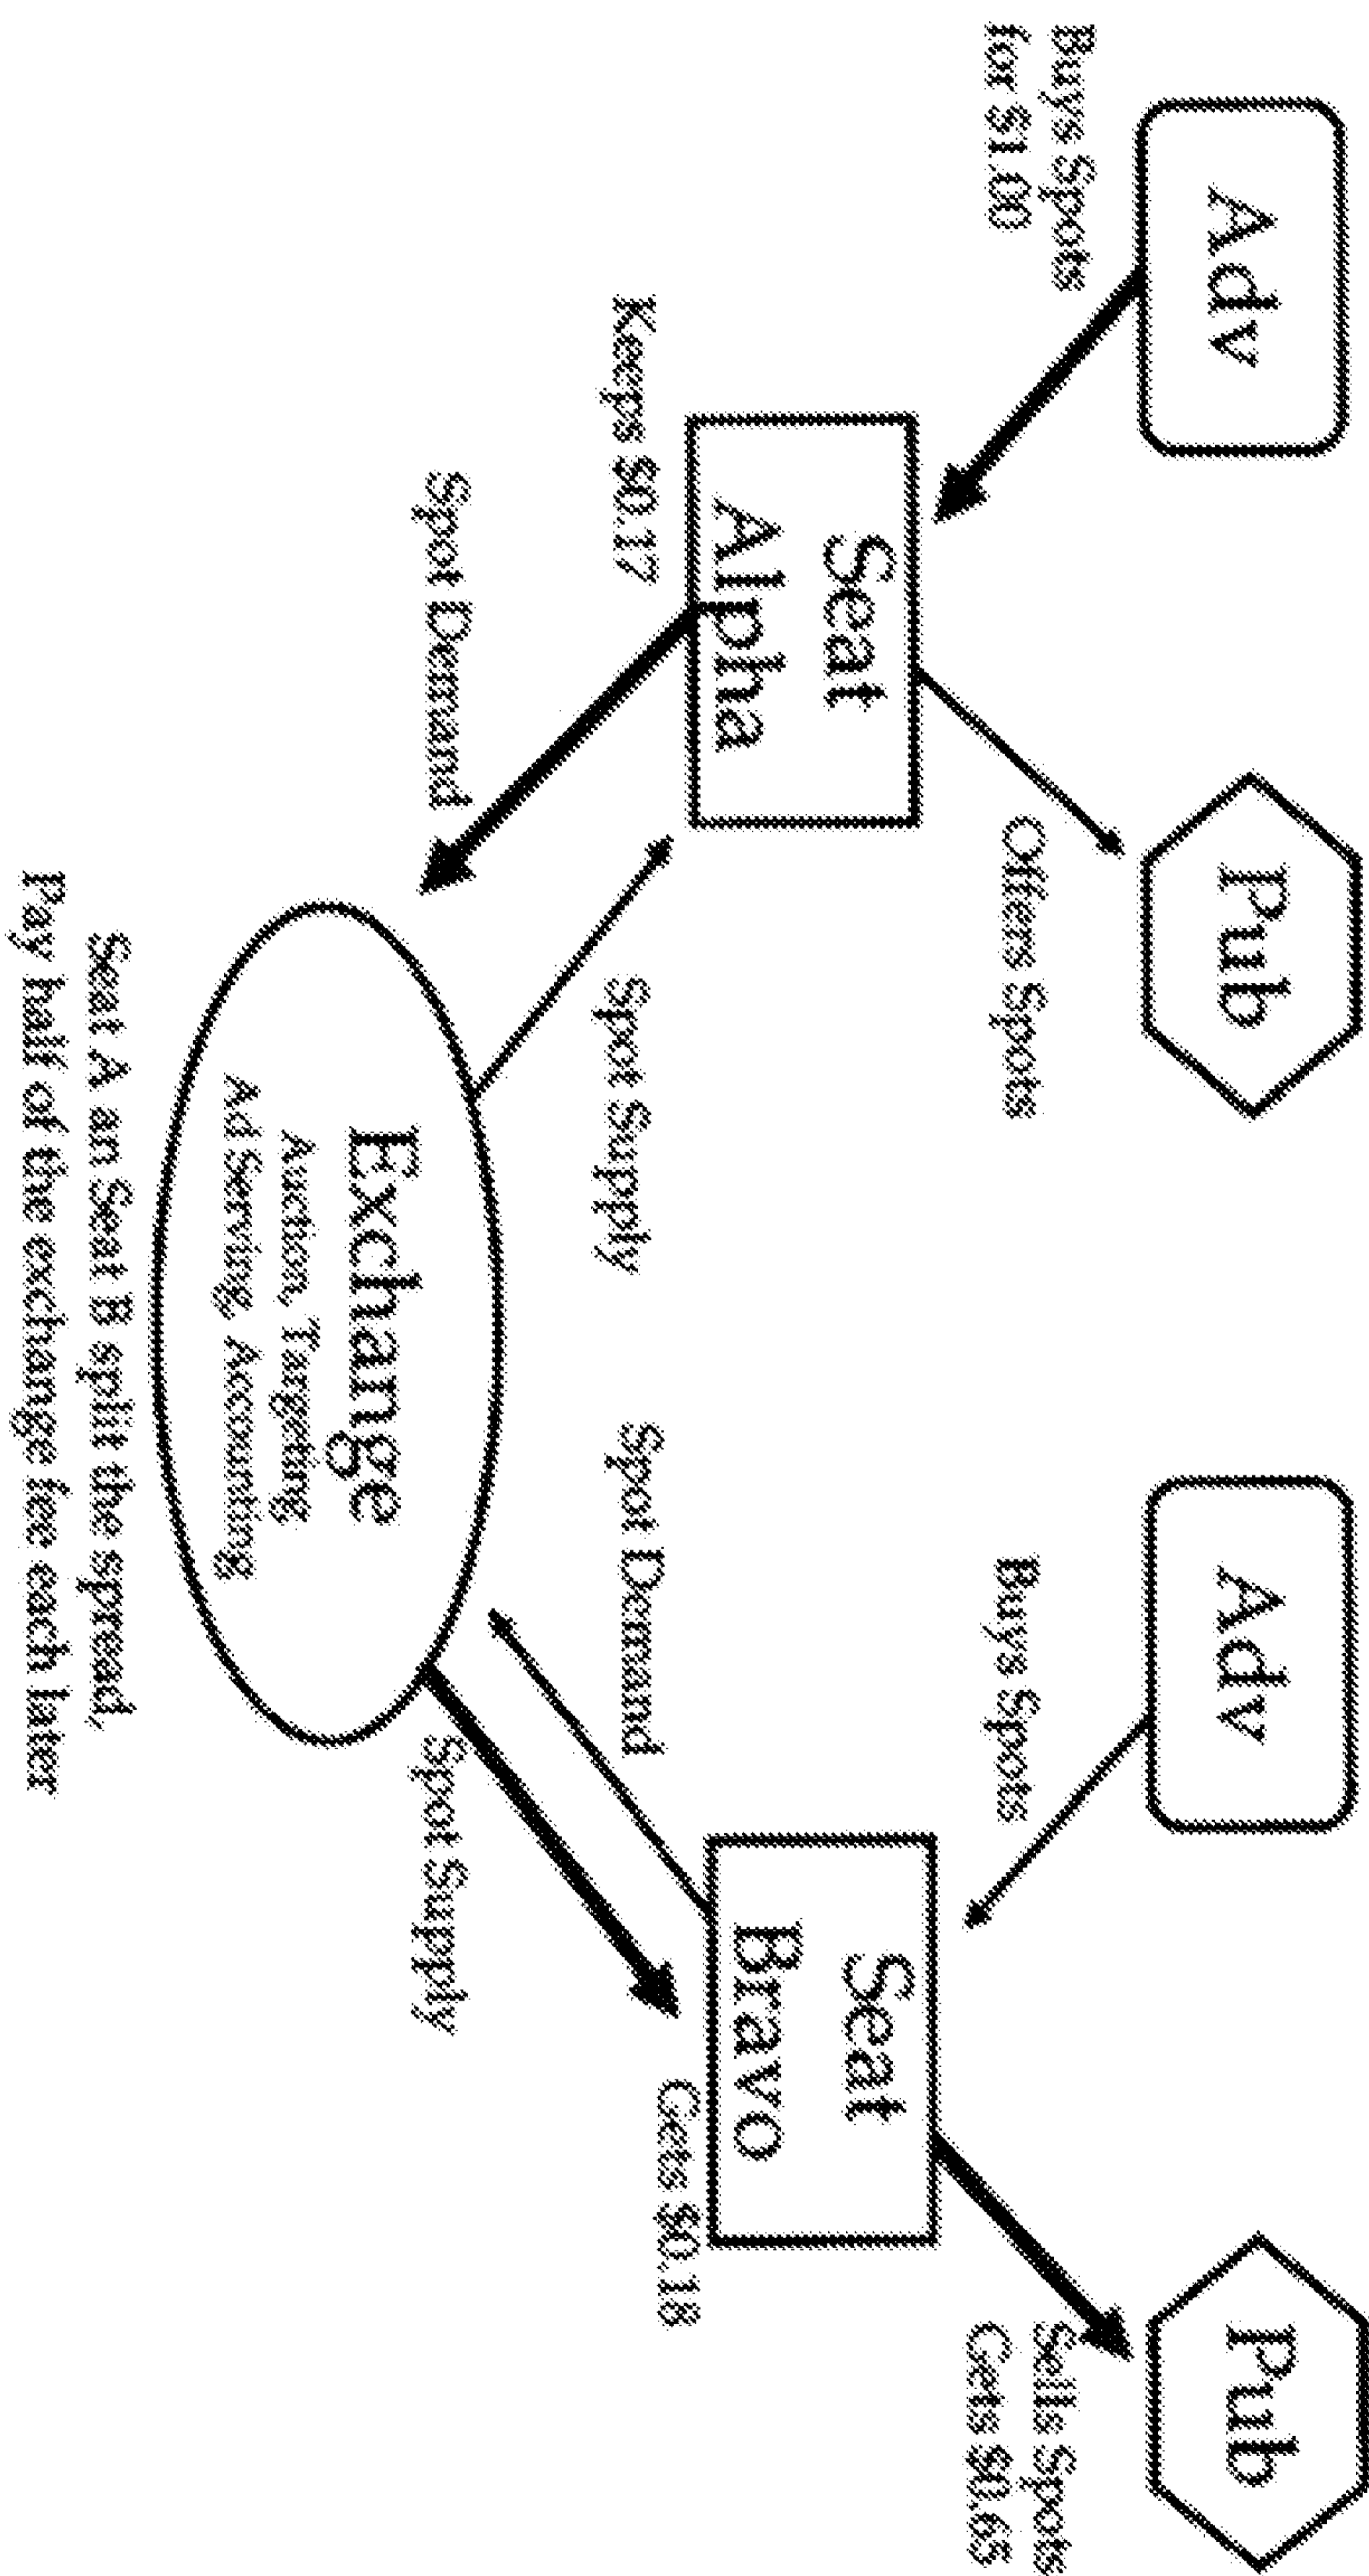 Adv
Pub
Adv
Pub
Buys Spots
for $1.00
Offers Spots
Buys Spots
Sells Spots
Gets $0.65
Seat
Alpha
Seat
Bravo
Keeps $0.17
Spot Supply
Spot Demand
Gets $0.18
Spot Demand
Spot Supply
Exchange
Auction, Targeting
Ad Serving, Accounting
Seat A an Seat B split the spread,
Pay half of the exchange fee each later